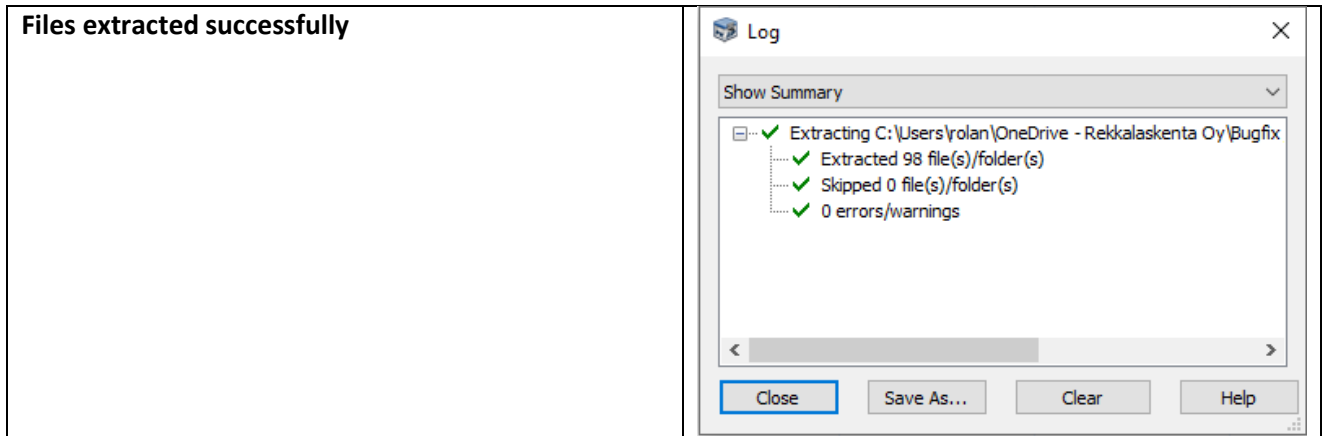 Files extracted successfully
Log
Show Summary
Extracting C:\Users\rolan\OneDrive - Rekkalaskenta Oy\Bugfix
Extracted 98 file(s)/folder(s)
Skipped 0 file(s)/folder(s)
0 errors/warnings
Close Save As... Clear Help